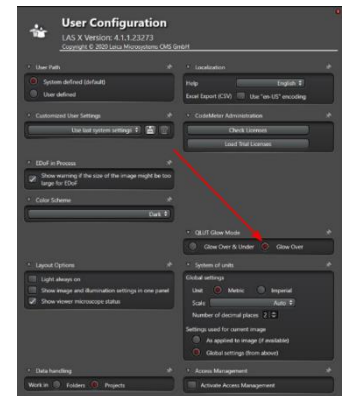 User Configuration
LAS X Version: 4.1.1.23273
Copyright © 2020 Leica Microsystems CMS GmbH
User Path
System defined (default)
User defined
Customized User Settings
Use last system settings
EDoF in Process
Show warning if the size of the image might be too
large for EDoF
Color Scheme
Dark
Layout Options
Light always on
Show image and illumination settings in one panel
Show viewer microscope status
Data handling
Work in Folders Projects
Localization
Help English
Excel Export (CSV) Use "en-US" encoding
CodeMeter Administration
Check Licenses
Load Trial Licenses
QLUT Glow Mode
Glow Over & Under Glow Over
System of units
Global settings
Unit Metric Imperial
Scale Auto
Number of decimal places 2
Settings used for current image
As applied to image (if available)
Global settings (from above)
Access Management
Activate Access Management